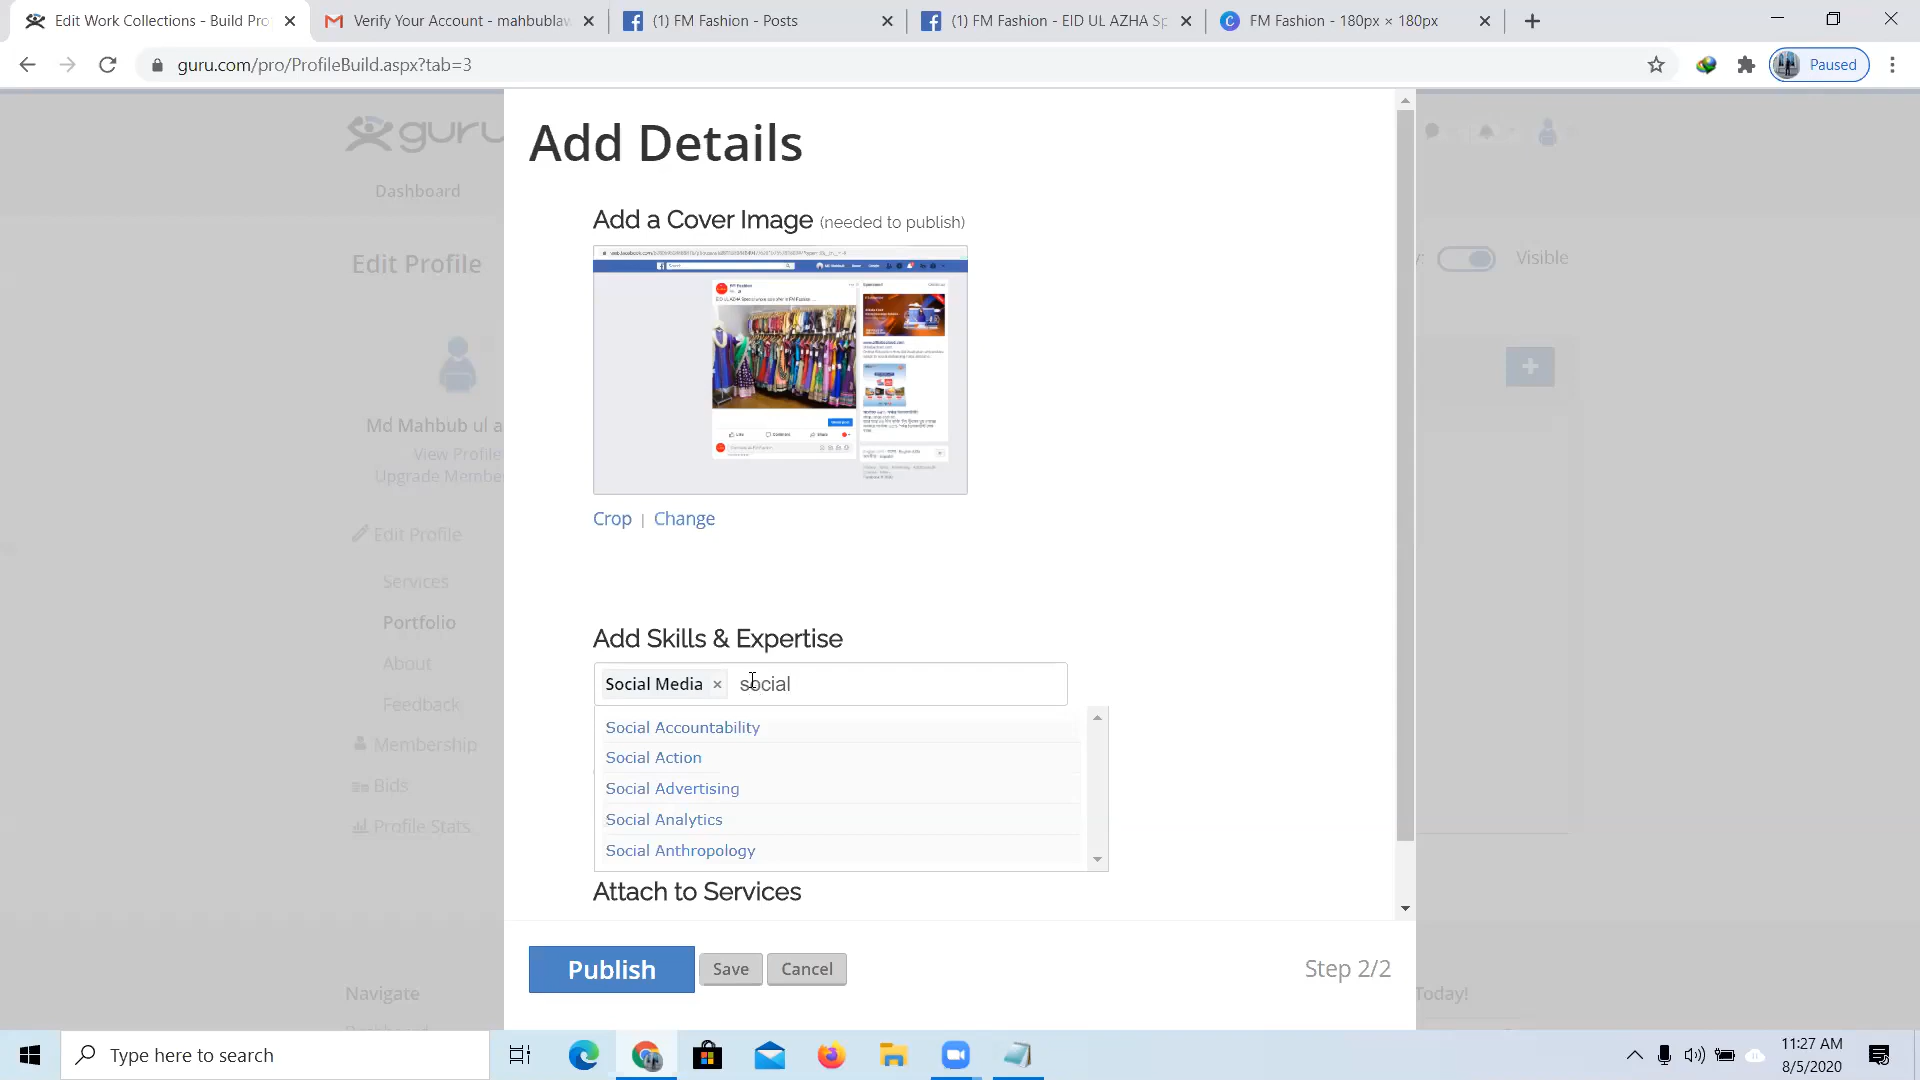 Edit Work Collections - Build Pro
Verify Your Account - mahbublaw
(1) FM Fashion - Posts
(1) FM Fashion - EID UL AZHA Sp
FM Fashion - 180px × 180px
guru.com/pro/ProfileBuild.aspx?tab=3
Paused
guru
Dashboard
Edit Profile
Visible
Md Mahbub ul a
View Profile
Upgrade Membe
Edit Profile
Services
Portfolio
About
Feedback
Membership
Bids
Profile Stats
Navigate
Today!
Add Details
Add a Cover Image (needed to publish)
FM Fashion
Crop | Change
Add Skills & Expertise
Social Media × social
Social Accountability
Social Action
Social Advertising
Social Analytics
Social Anthropology
Attach to Services
Publish
Save
Cancel
Step 2/2
Type here to search
11:27 AM
8/5/2020